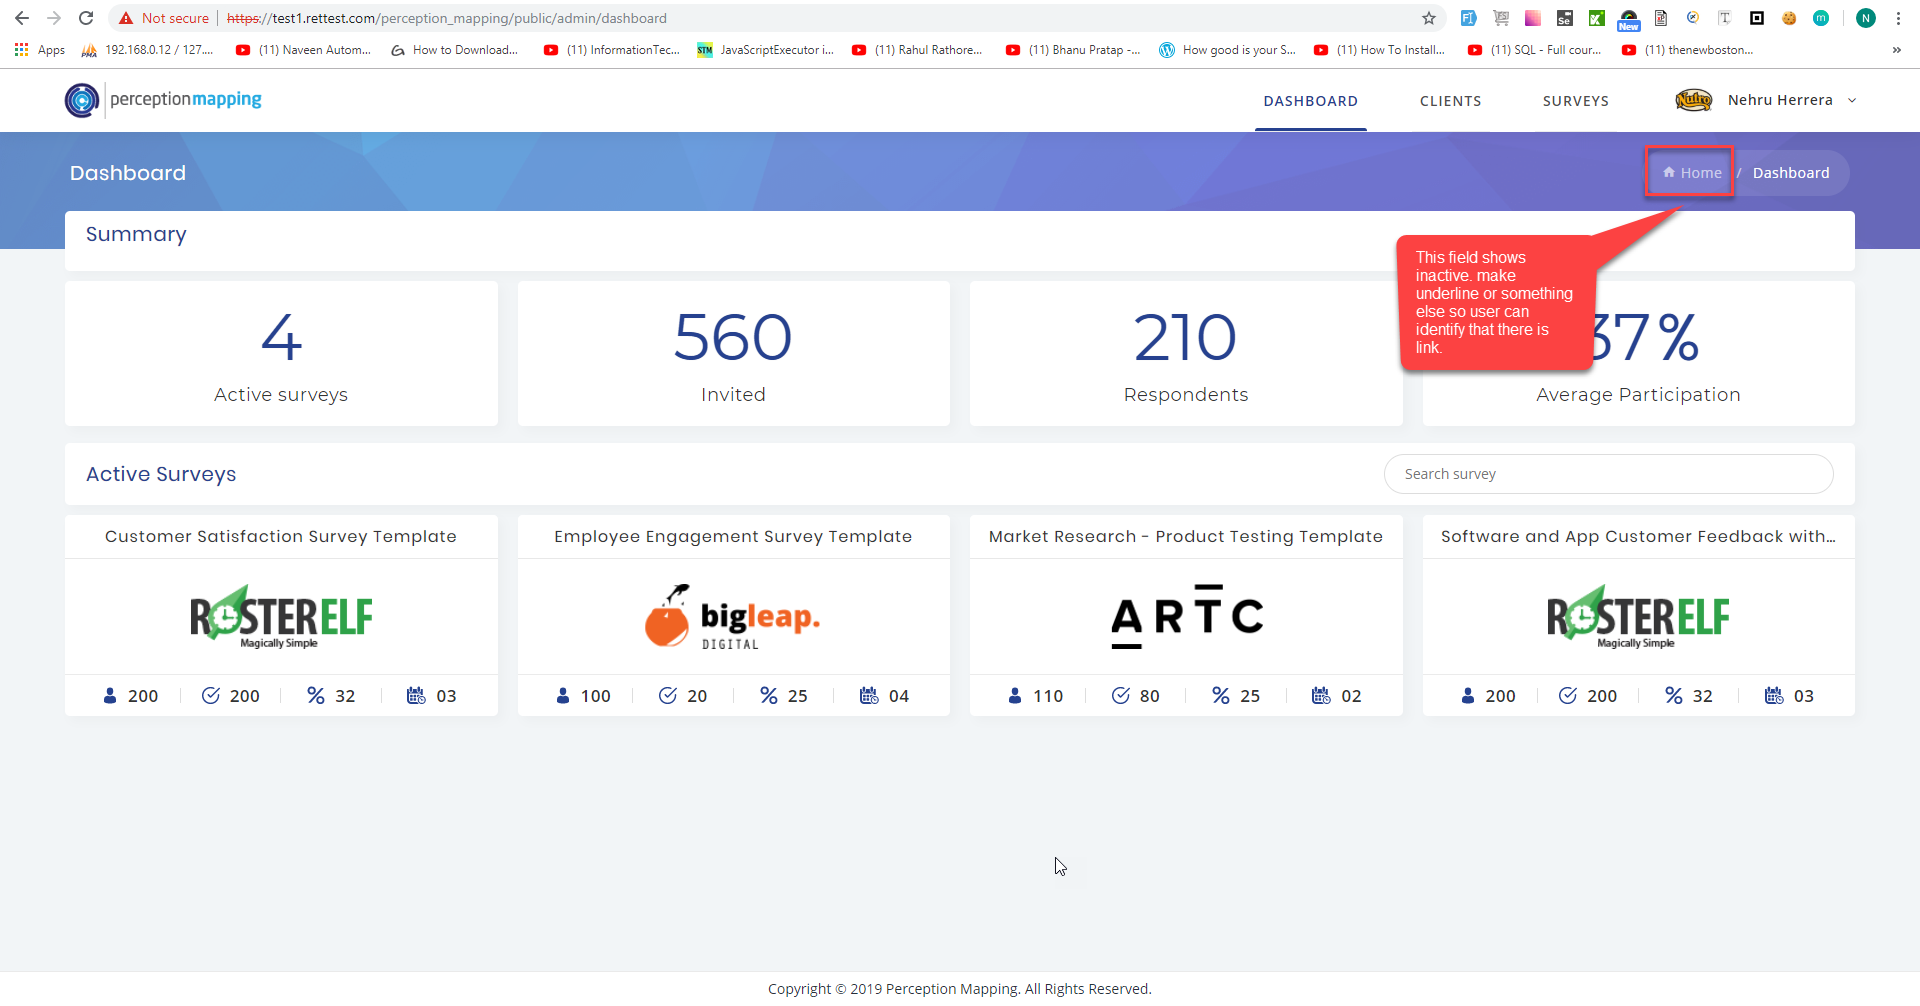 Not secure https://test1.rettest.com/perception_mapping/public/admin/dashboard
New
N
Apps 192.168.0.12 / 127.... (11) Naveen Autom... How to Download... (11) InformationTec... JavaScriptExecutor i... (11) Rahul Rathore... (11) Bhanu Pratap -... How good is your S... (11) How To Install... (11) SQL - Full cour... (11) thenewboston... »
perceptionmapping
DASHBOARD CLIENTS SURVEYS Nutro Nehru Herrera
Dashboard
Home / Dashboard
Summary
This field shows
inactive. make
underline or something
else so user can
identify that there is
link.
4
Active surveys
560
Invited
210
Respondents
37%
Average Participation
Active Surveys
Search survey
Customer Satisfaction Survey Template
ROSTERELF
Magically Simple
200 200 32 03
Employee Engagement Survey Template
bigleap.
DIGITAL
100 20 25 04
Market Research - Product Testing Template
ARTC
110 80 25 02
Software and App Customer Feedback with...
ROSTERELF
Magically Simple
200 200 32 03
Copyright © 2019 Perception Mapping. All Rights Reserved.